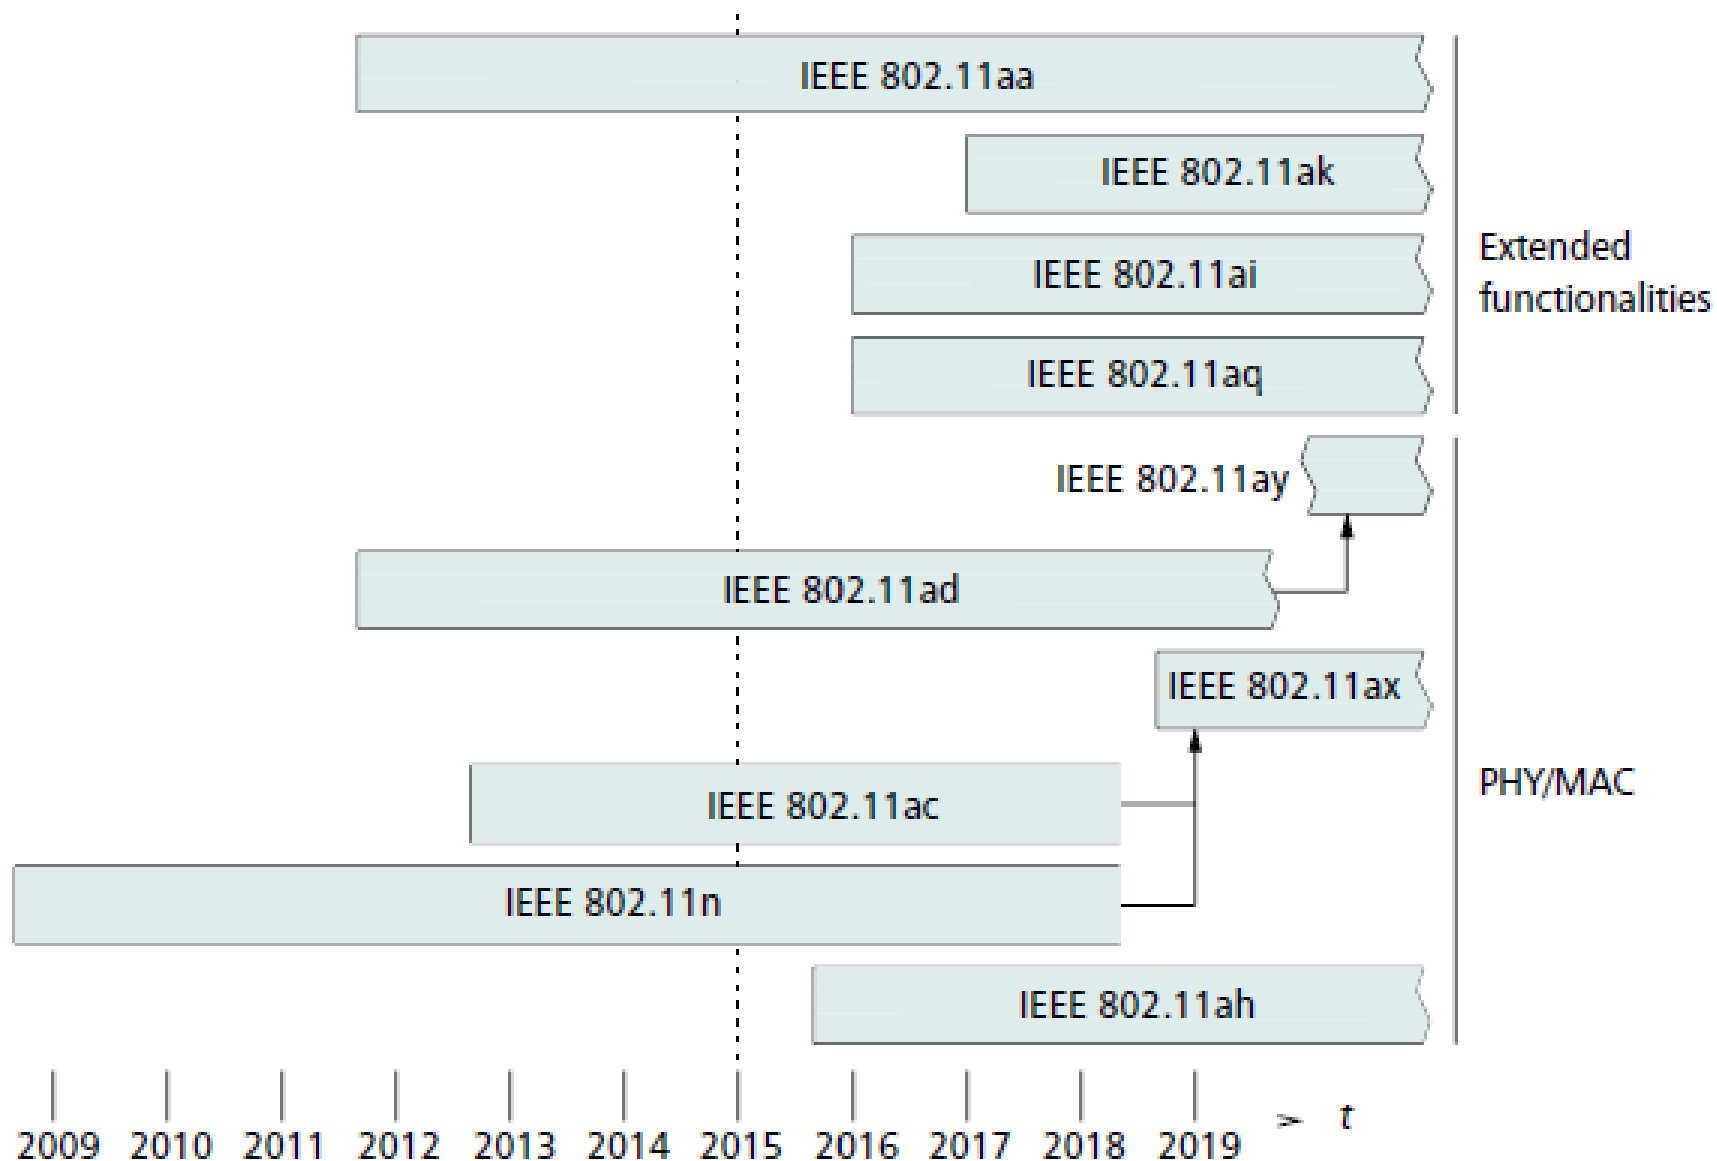 IEEE 802.11aa
IEEE 802.11ak
IEEE 802.11ai
IEEE 802.11aq
Extended
functionalities
IEEE 802.11ay
IEEE 802.11ad
IEEE 802.11ax
IEEE 802.11ac
IEEE 802.11n
IEEE 802.11ah
PHY/MAC
2009 2010 2011 2012 2013 2014 2015 2016 2017 2018 2019 > t